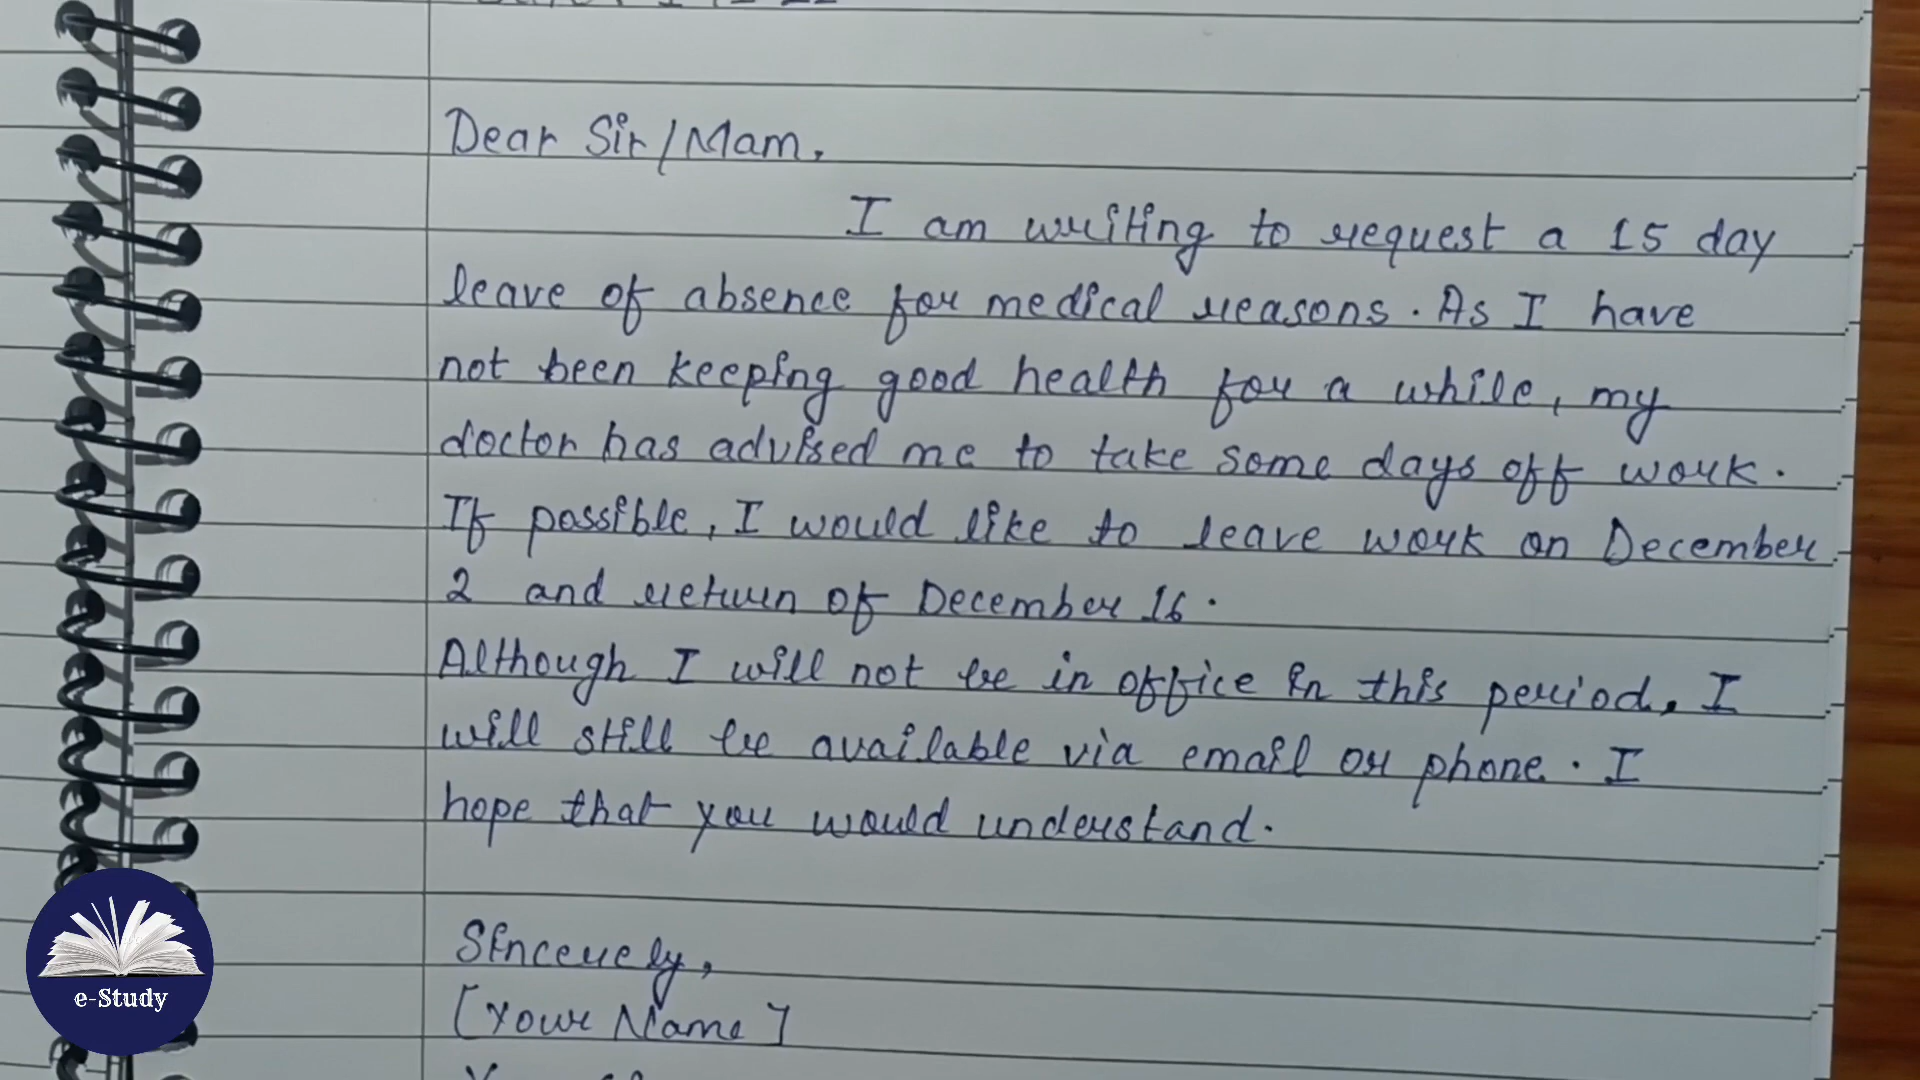 Dear Sir/Mam,
I am writing to request a 15 day
leave of absence for medical reasons. As I have
not been keeping good health for a while, my
doctor has advised me to take some days off work.
If possible, I would like to leave work on December
2 and return of December 16.
Although I will not be in office in this period, I
will still be available via email or phone. I
hope that you would understand.
Sincerely,
[Your Name]
e-Study